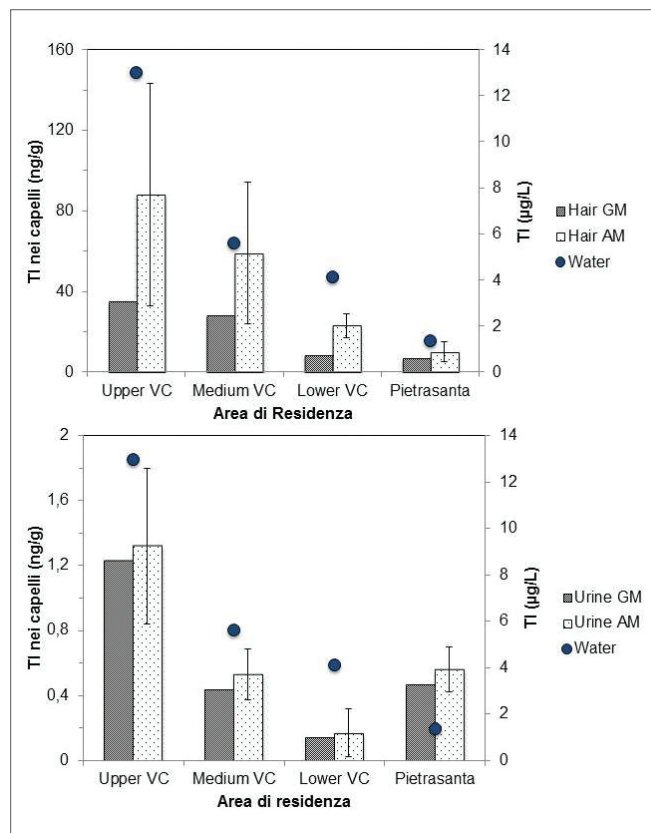 160
120
80
40
0
Tl nei capelli (ng/g)
14
12
10
8
6
4
2
0
Tl (µg/L)
Hair GM
Hair AM
Water
Upper VC Medium VC Lower VC Pietrasanta
Area di Residenza
2
1,6
1,2
0,8
0,4
0
Tl nei capelli (ng/g)
14
12
10
8
6
4
2
0
Tl (µg/L)
Urine GM
Urine AM
Water
Upper VC Medium VC Lower VC Pietrasanta
Area di residenza